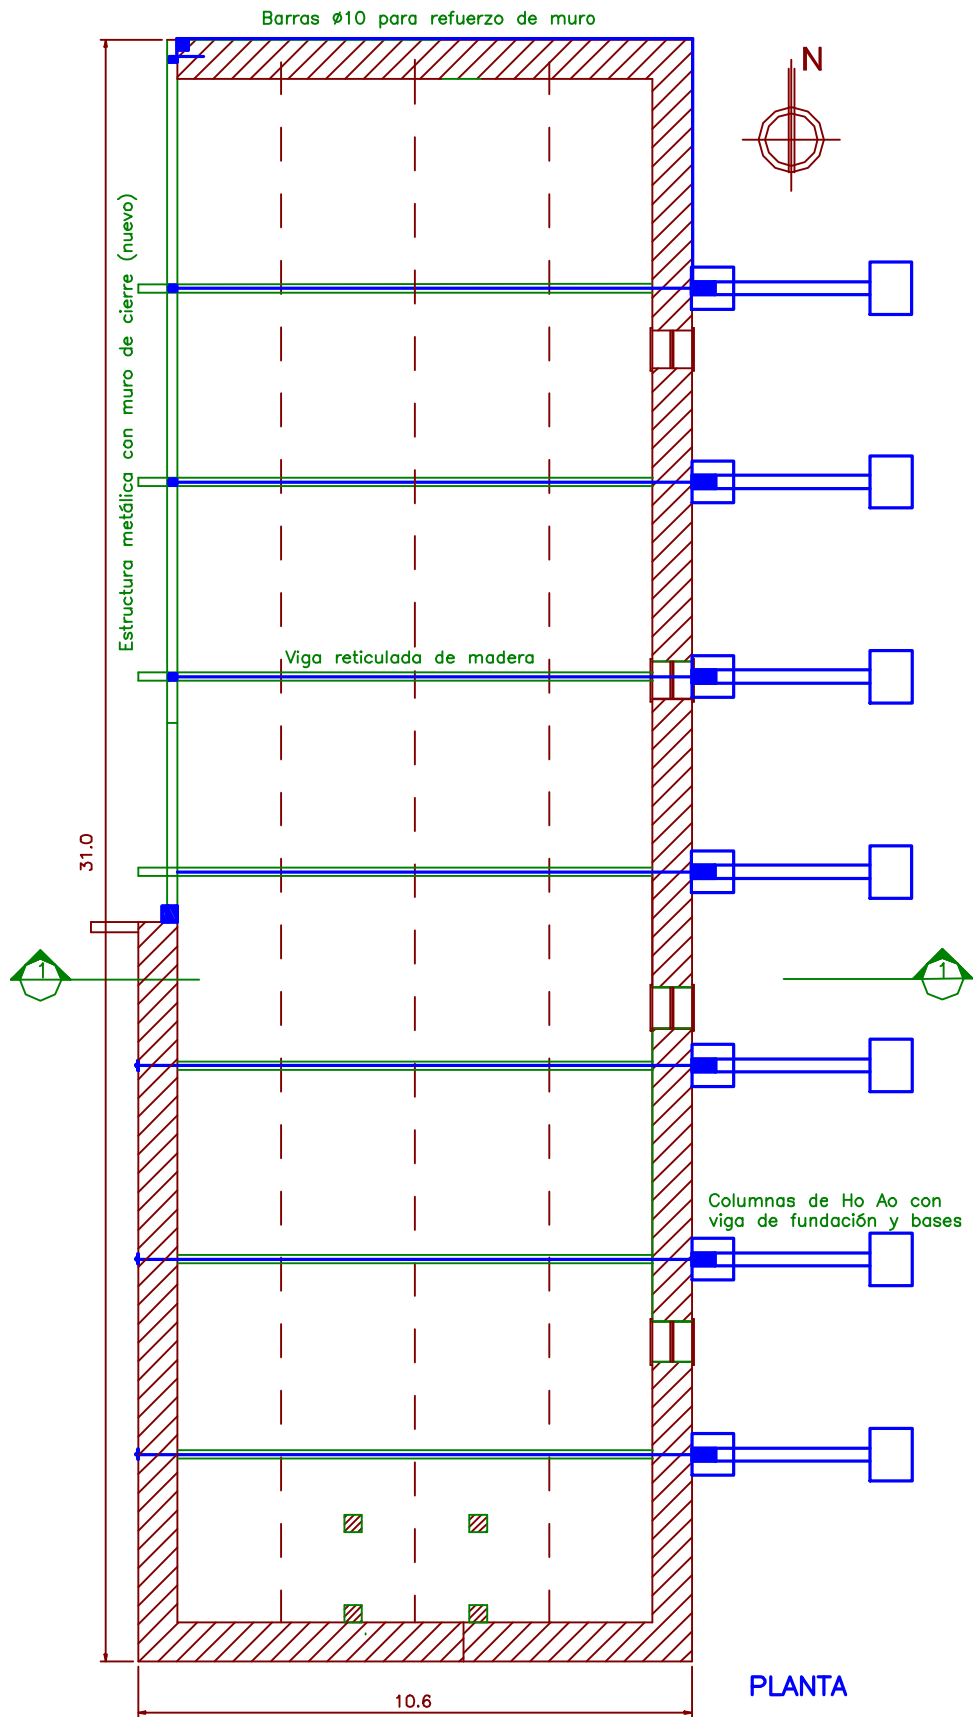 Barras ø10 para refuerzo de muro
N
Estructura metálica con muro de cierre (nuevo)
Viga reticulada de madera
31.0
1
1
Columnas de Ho Ao con
viga de fundación y bases
PLANTA
10.6